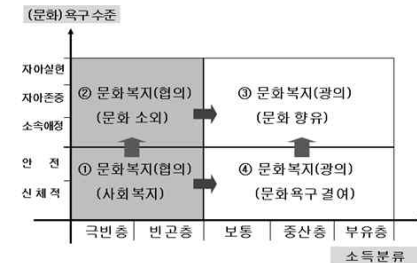 (문화)욕구 수준
자아실현
자아존중
소속애정
안 전
신체적
② 문화복지(협의)
(문화 소외)
③ 문화복지(광의)
(문화 향유)
① 문화복지(협의)
(사회복지)
④ 문화복지(광의)
(문화욕구 결여)
극빈층 빈곤층 보통 중산층 부유층
소득분류